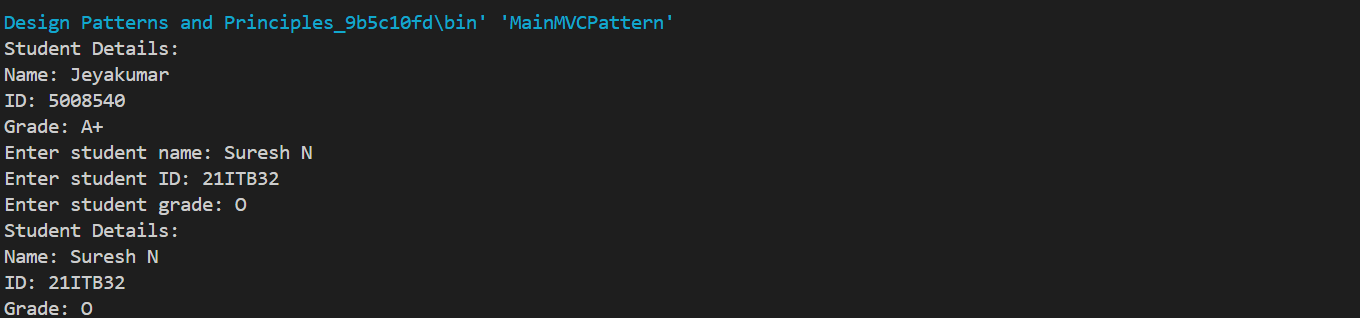 Design Patterns and Principles_9b5c10fd\bin' 'MainMVCPattern'
Student Details:
Name: Jeyakumar
ID: 5008540
Grade: A+
Enter student name: Suresh N
Enter student ID: 21ITB32
Enter student grade: O
Student Details:
Name: Suresh N
ID: 21ITB32
Grade: O